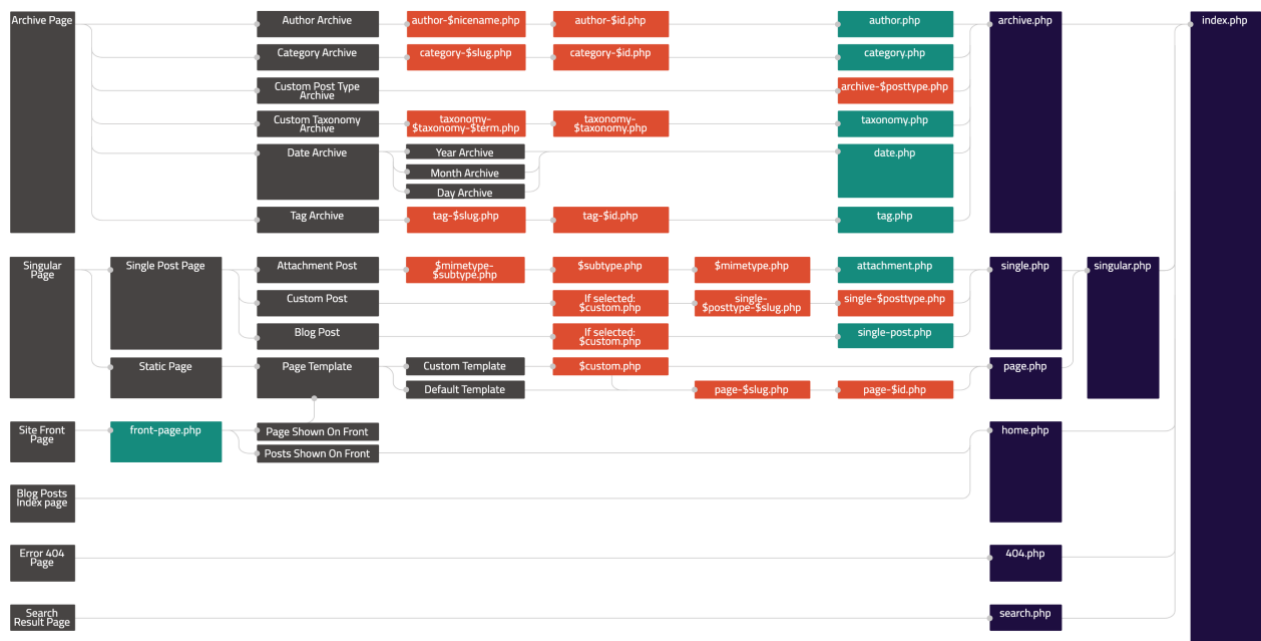 Archive Page
Author Archive
author-$nicename.php
author-$id.php
author.php
archive.php
index.php
Category Archive
category-$slug.php
category-$id.php
category.php
Custom Post Type
Archive
archive-$posttype.php
Custom Taxonomy
Archive
taxonomy-
$taxonomy-$term.php
taxonomy-
$taxonomy.php
taxonomy.php
Date Archive
Year Archive
Month Archive
Day Archive
date.php
Tag Archive
tag-$slug.php
tag-$id.php
tag.php
Singular
Page
Single Post Page
Attachment Post
$mimetype-
$subtype.php
$subtype.php
$mimetype.php
attachment.php
single.php
singular.php
Custom Post
If selected:
$custom.php
single-
$posttype-$slug.php
single-$posttype.php
Blog Post
If selected:
$custom.php
single-post.php
Static Page
Page Template
Custom Template
$custom.php
page.php
Default Template
page-$slug.php
page-$id.php
Site Front
Page
front-page.php
Page Shown On Front
Posts Shown On Front
home.php
Blog Posts
Index page
Error 404
Page
404.php
Search
Result Page
search.php